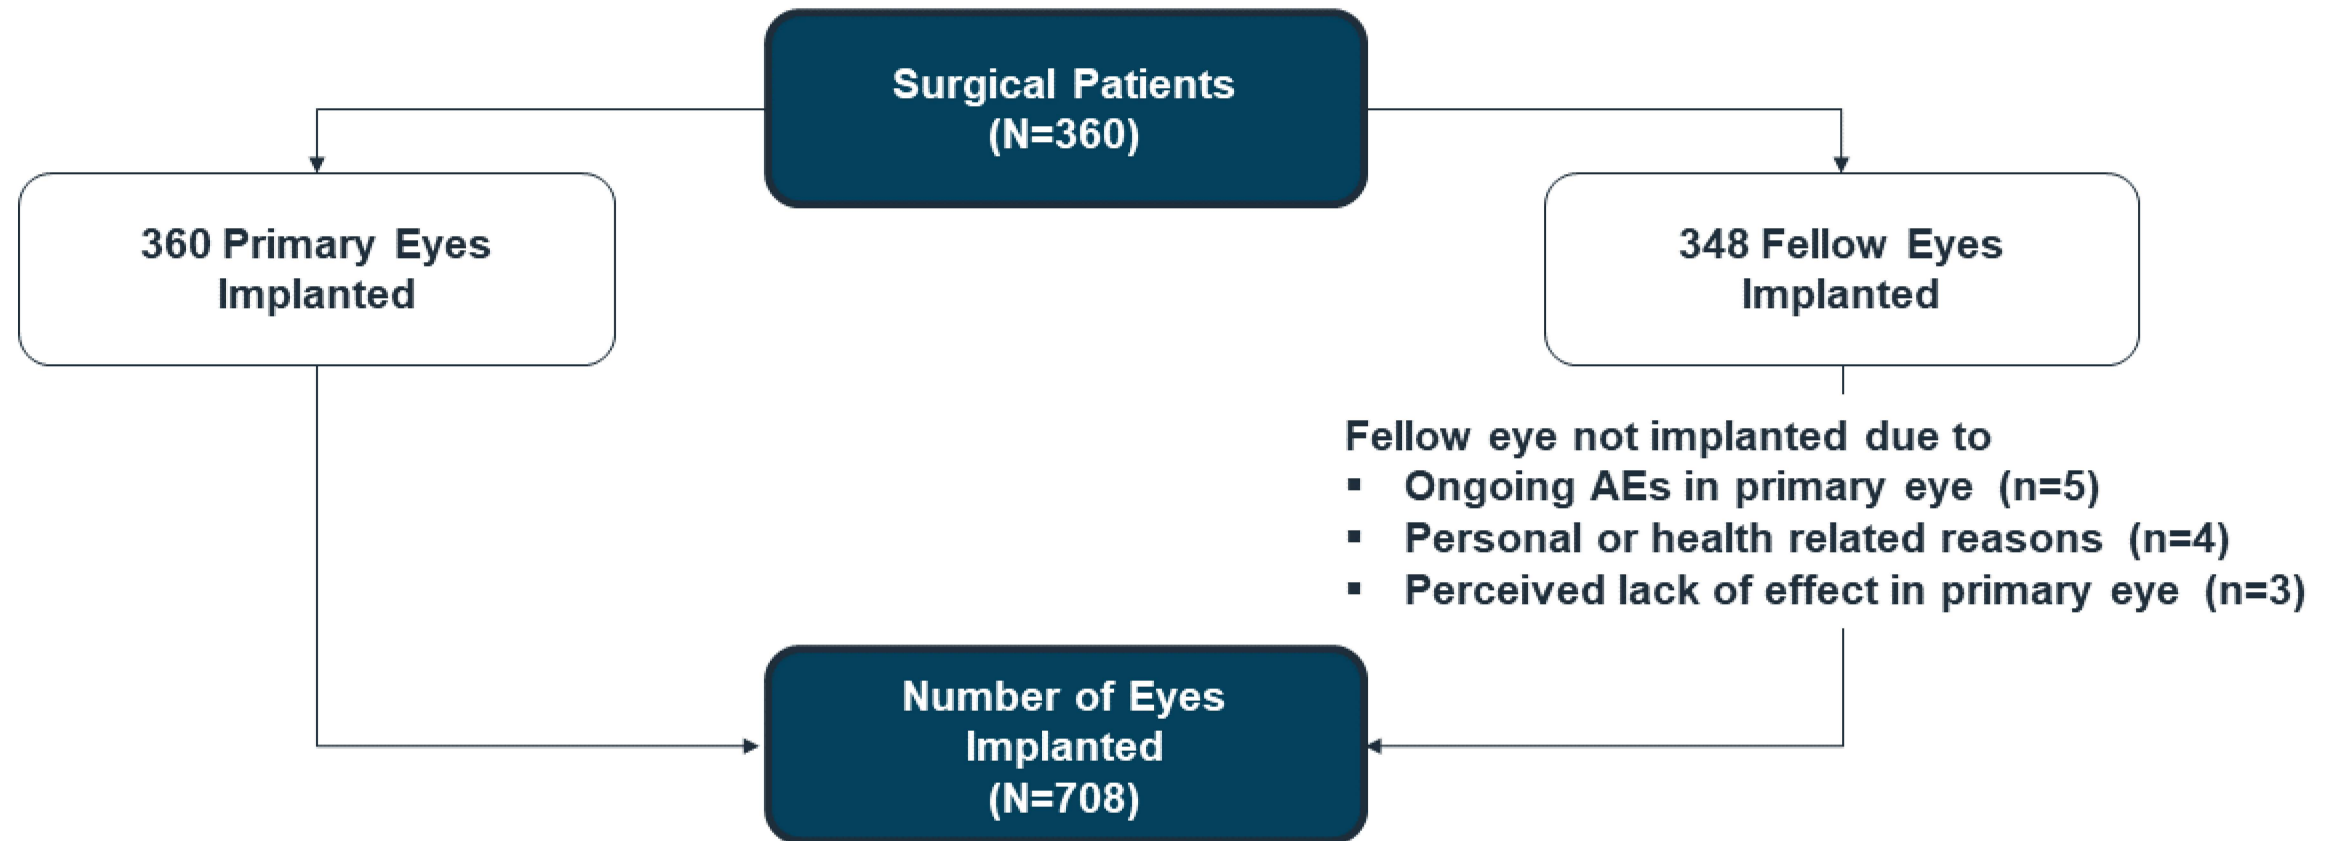 Surgical Patients
(N=360)
360 Primary Eyes
Implanted
348 Fellow Eyes
Implanted
Fellow eye not implanted due to
▪ Ongoing AEs in primary eye (n=5)
▪ Personal or health related reasons (n=4)
▪ Perceived lack of effect in primary eye (n=3)
Number of Eyes
Implanted
(N=708)